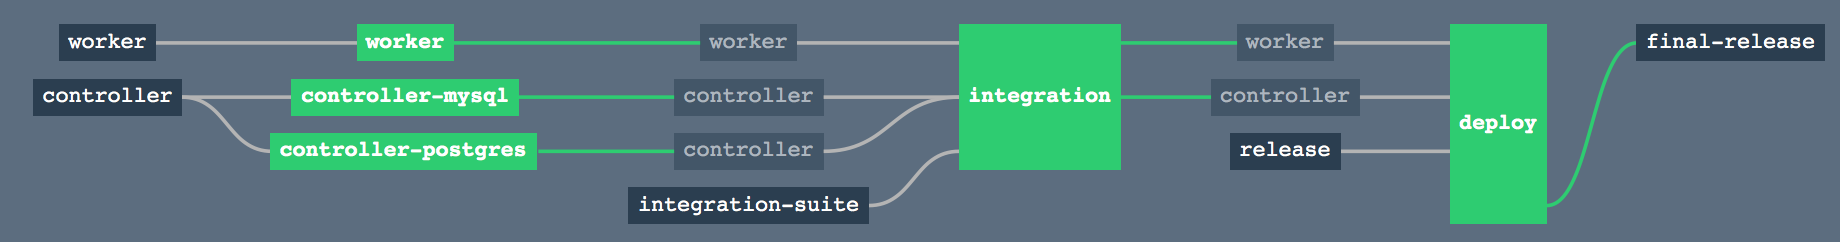 worker worker worker worker
controller controller-mysql controller integration controller deploy final-release
controller-postgres controller release
integration-suite